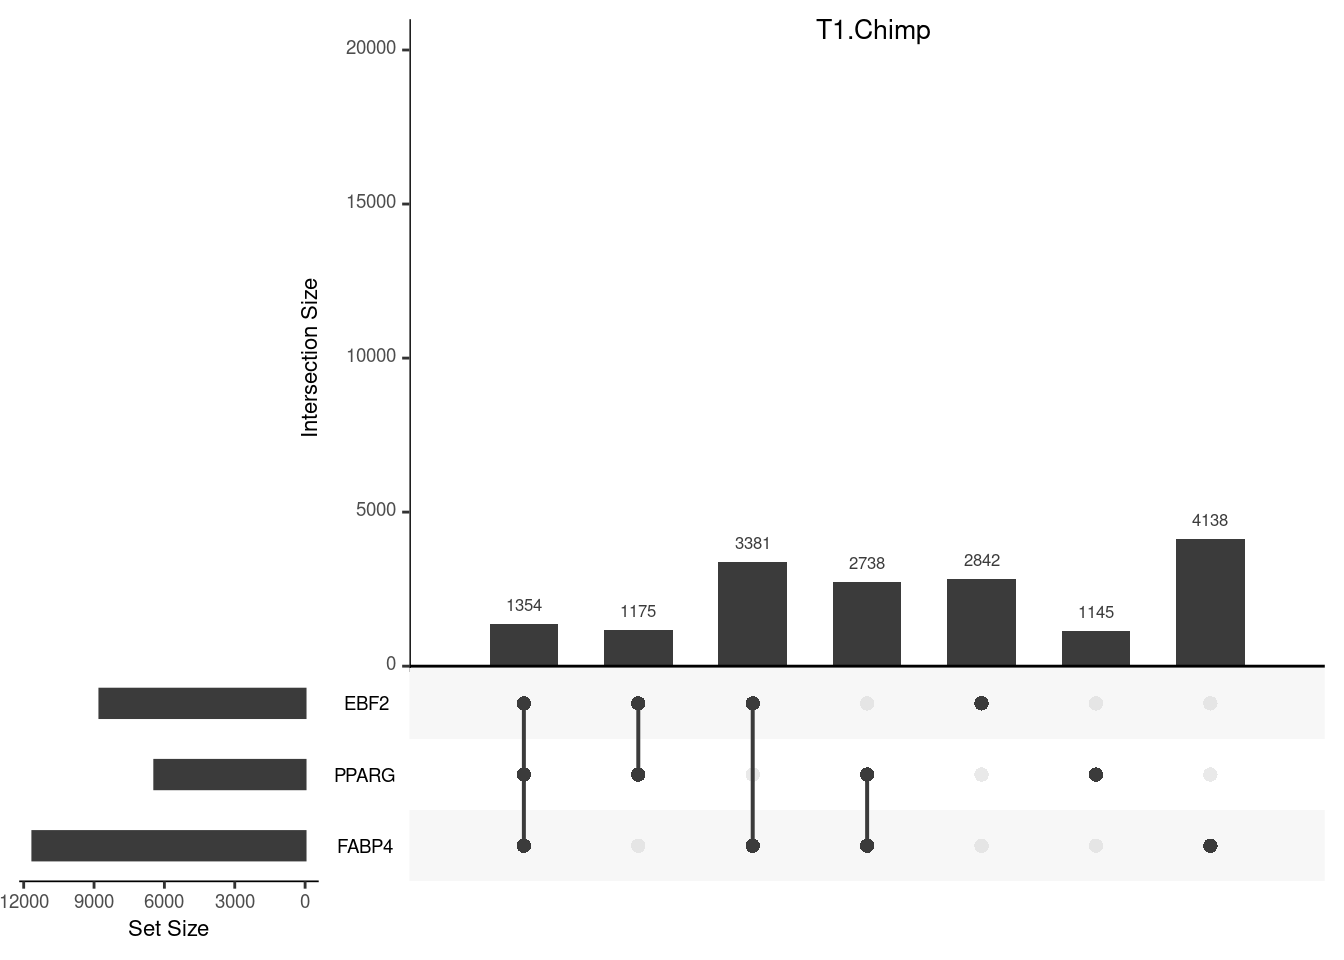 T1.Chimp
20000
15000
10000
5000
0
Intersection Size
4138
3381
2738
2842
1354
1175
1145
EBF2
PPARG
FABP4
12000 9000 6000 3000 0
Set Size